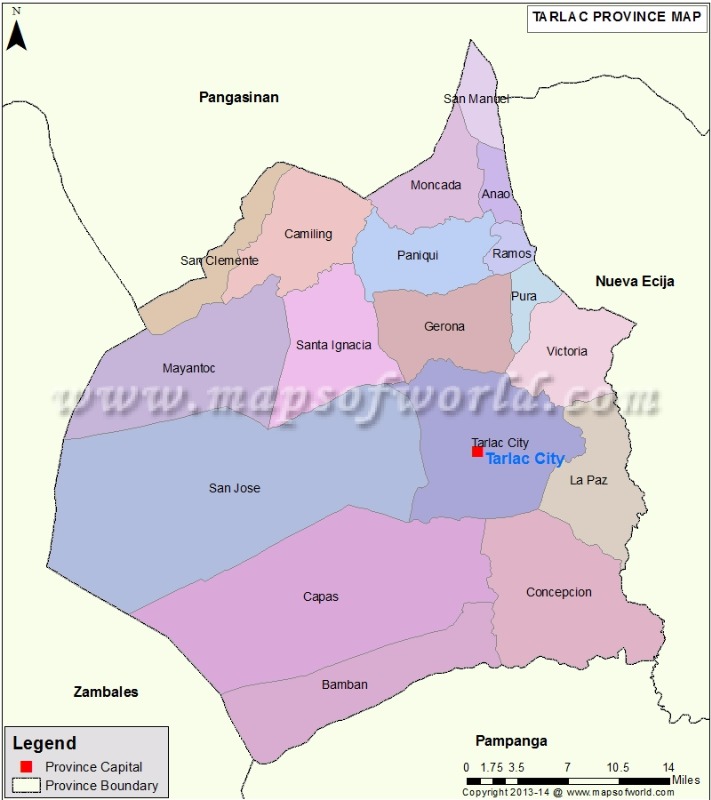 TARLAC PROVINCE MAP
N
Pangasinan
San Manuel
Moncada
Anao
San Clemente
Camiling
Paniqui
Ramos
Nueva Ecija
Pura
Gerona
Santa Ignacia
Victoria
Mayantoc
www.mapsofworld.com
Tarlac City
Tarlac City
La Paz
San Jose
Capas
Concepcion
Bamban
Zambales
Pampanga
Legend
Province Capital
Province Boundary
0 1.75 3.5 7 10.5 14
Miles
Copyright 2013-14 @ www.mapsofworld.com